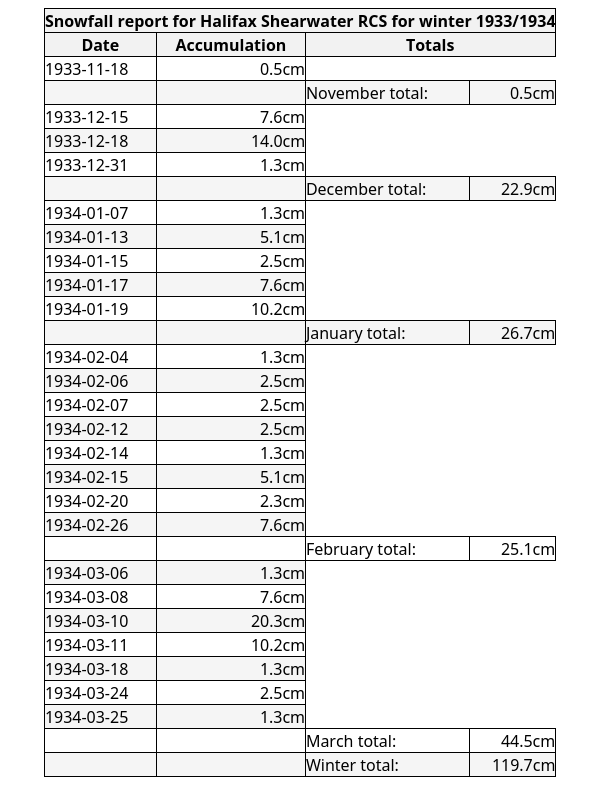 Snowfall report for Halifax Shearwater RCS for winter 1933/1934
Date Accumulation Totals
1933-11-18 0.5cm
November total: 0.5cm
1933-12-15 7.6cm
1933-12-18 14.0cm
1933-12-31 1.3cm
December total: 22.9cm
1934-01-07 1.3cm
1934-01-13 5.1cm
1934-01-15 2.5cm
1934-01-17 7.6cm
1934-01-19 10.2cm
January total: 26.7cm
1934-02-04 1.3cm
1934-02-06 2.5cm
1934-02-07 2.5cm
1934-02-12 2.5cm
1934-02-14 1.3cm
1934-02-15 5.1cm
1934-02-20 2.3cm
1934-02-26 7.6cm
February total: 25.1cm
1934-03-06 1.3cm
1934-03-08 7.6cm
1934-03-10 20.3cm
1934-03-11 10.2cm
1934-03-18 1.3cm
1934-03-24 2.5cm
1934-03-25 1.3cm
March total: 44.5cm
Winter total: 119.7cm